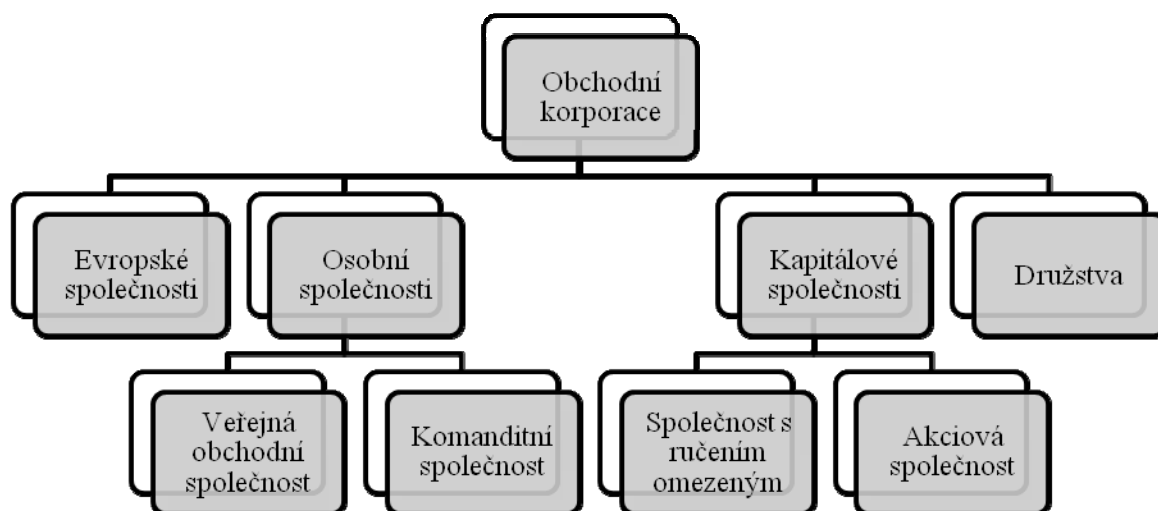 Obchodní
korporace
Evropské
společnosti
Osobní
společnosti
Kapitálové
společnosti
Družstva
Veřejná
obchodní
společnost
Komanditní
společnost
Společnost s
ručením
omezeným
Akciová
společnost